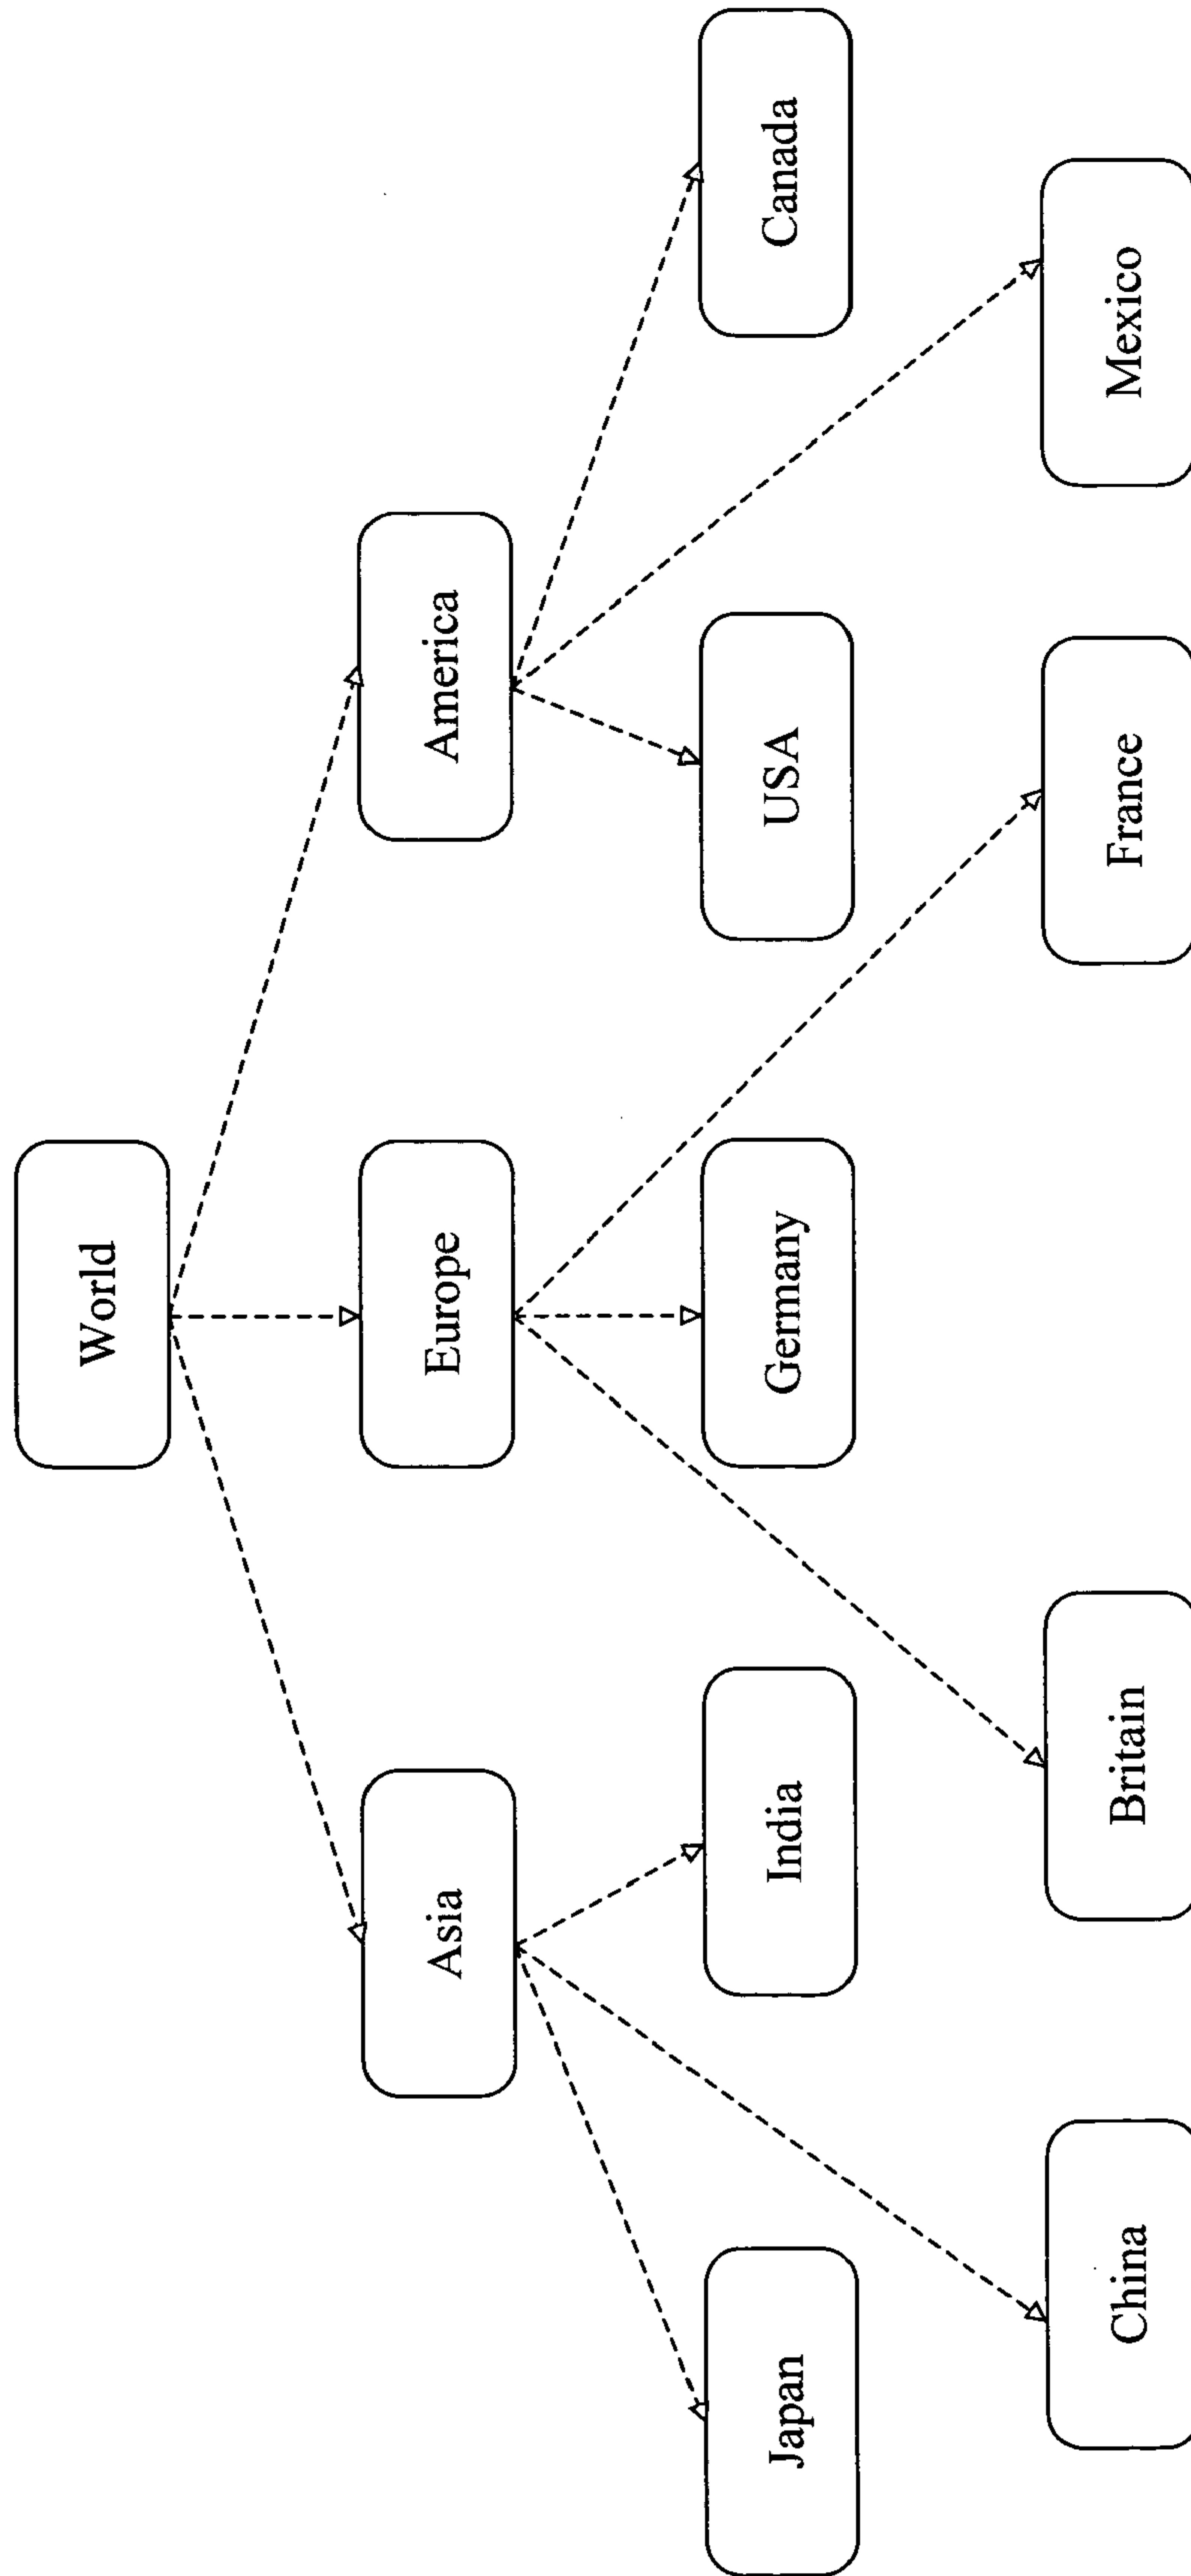 World
Asia
Europe
America
Japan
India
Germany
USA
Canada
China
Britain
France
Mexico